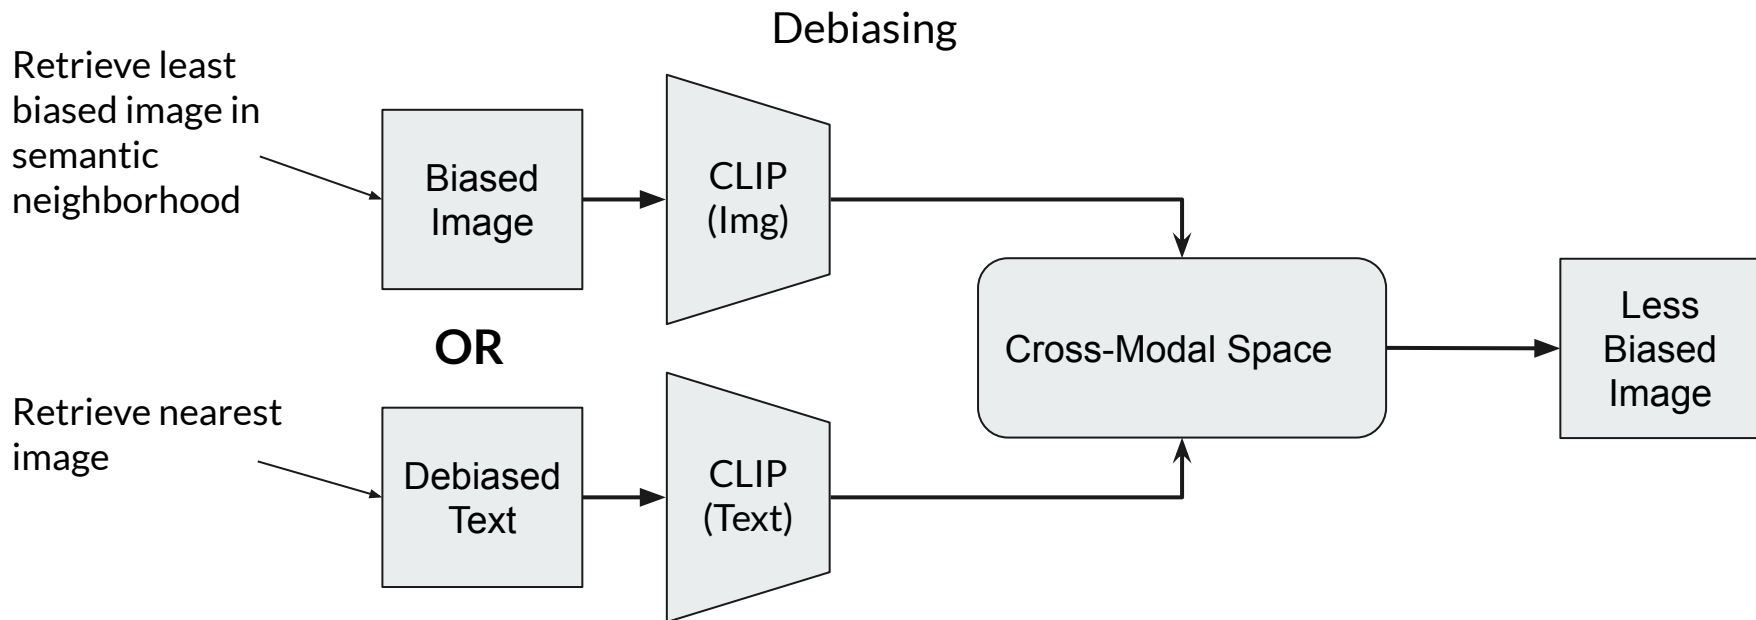 Debiasing
Retrieve least
biased image in
semantic
neighborhood
Biased
Image
CLIP
(Img)
OR
Retrieve nearest
image
Debiased
Text
CLIP
(Text)
Cross-Modal Space
Less
Biased
Image